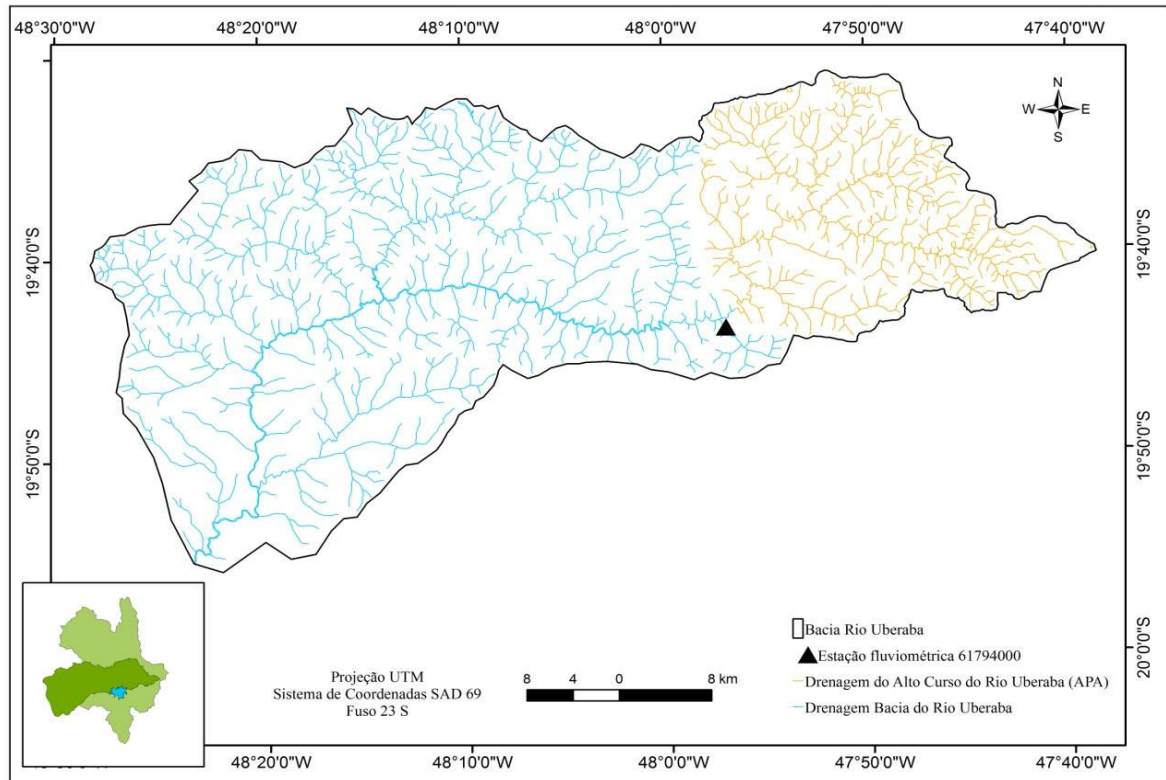 48°30'0"W
48°20'0"W
48°10'0"W
48°0'0"W
47°50'0"W
47°40'0"W
N
W
E
S
19°40'0"S
19°40'0"S
19°50'0"S
19°50'0"S
20°0'0"S
Bacia Rio Uberaba
Estação fluviométrica 61794000
Drenagem do Alto Curso do Rio Uberaba (APA)
Drenagem Bacia do Rio Uberaba
Projeção UTM
Sistema de Coordenadas SAD 69
Fuso 23 S
8 4 0 8 km
48°20'0"W
48°10'0"W
48°0'0"W
47°50'0"W
47°40'0"W